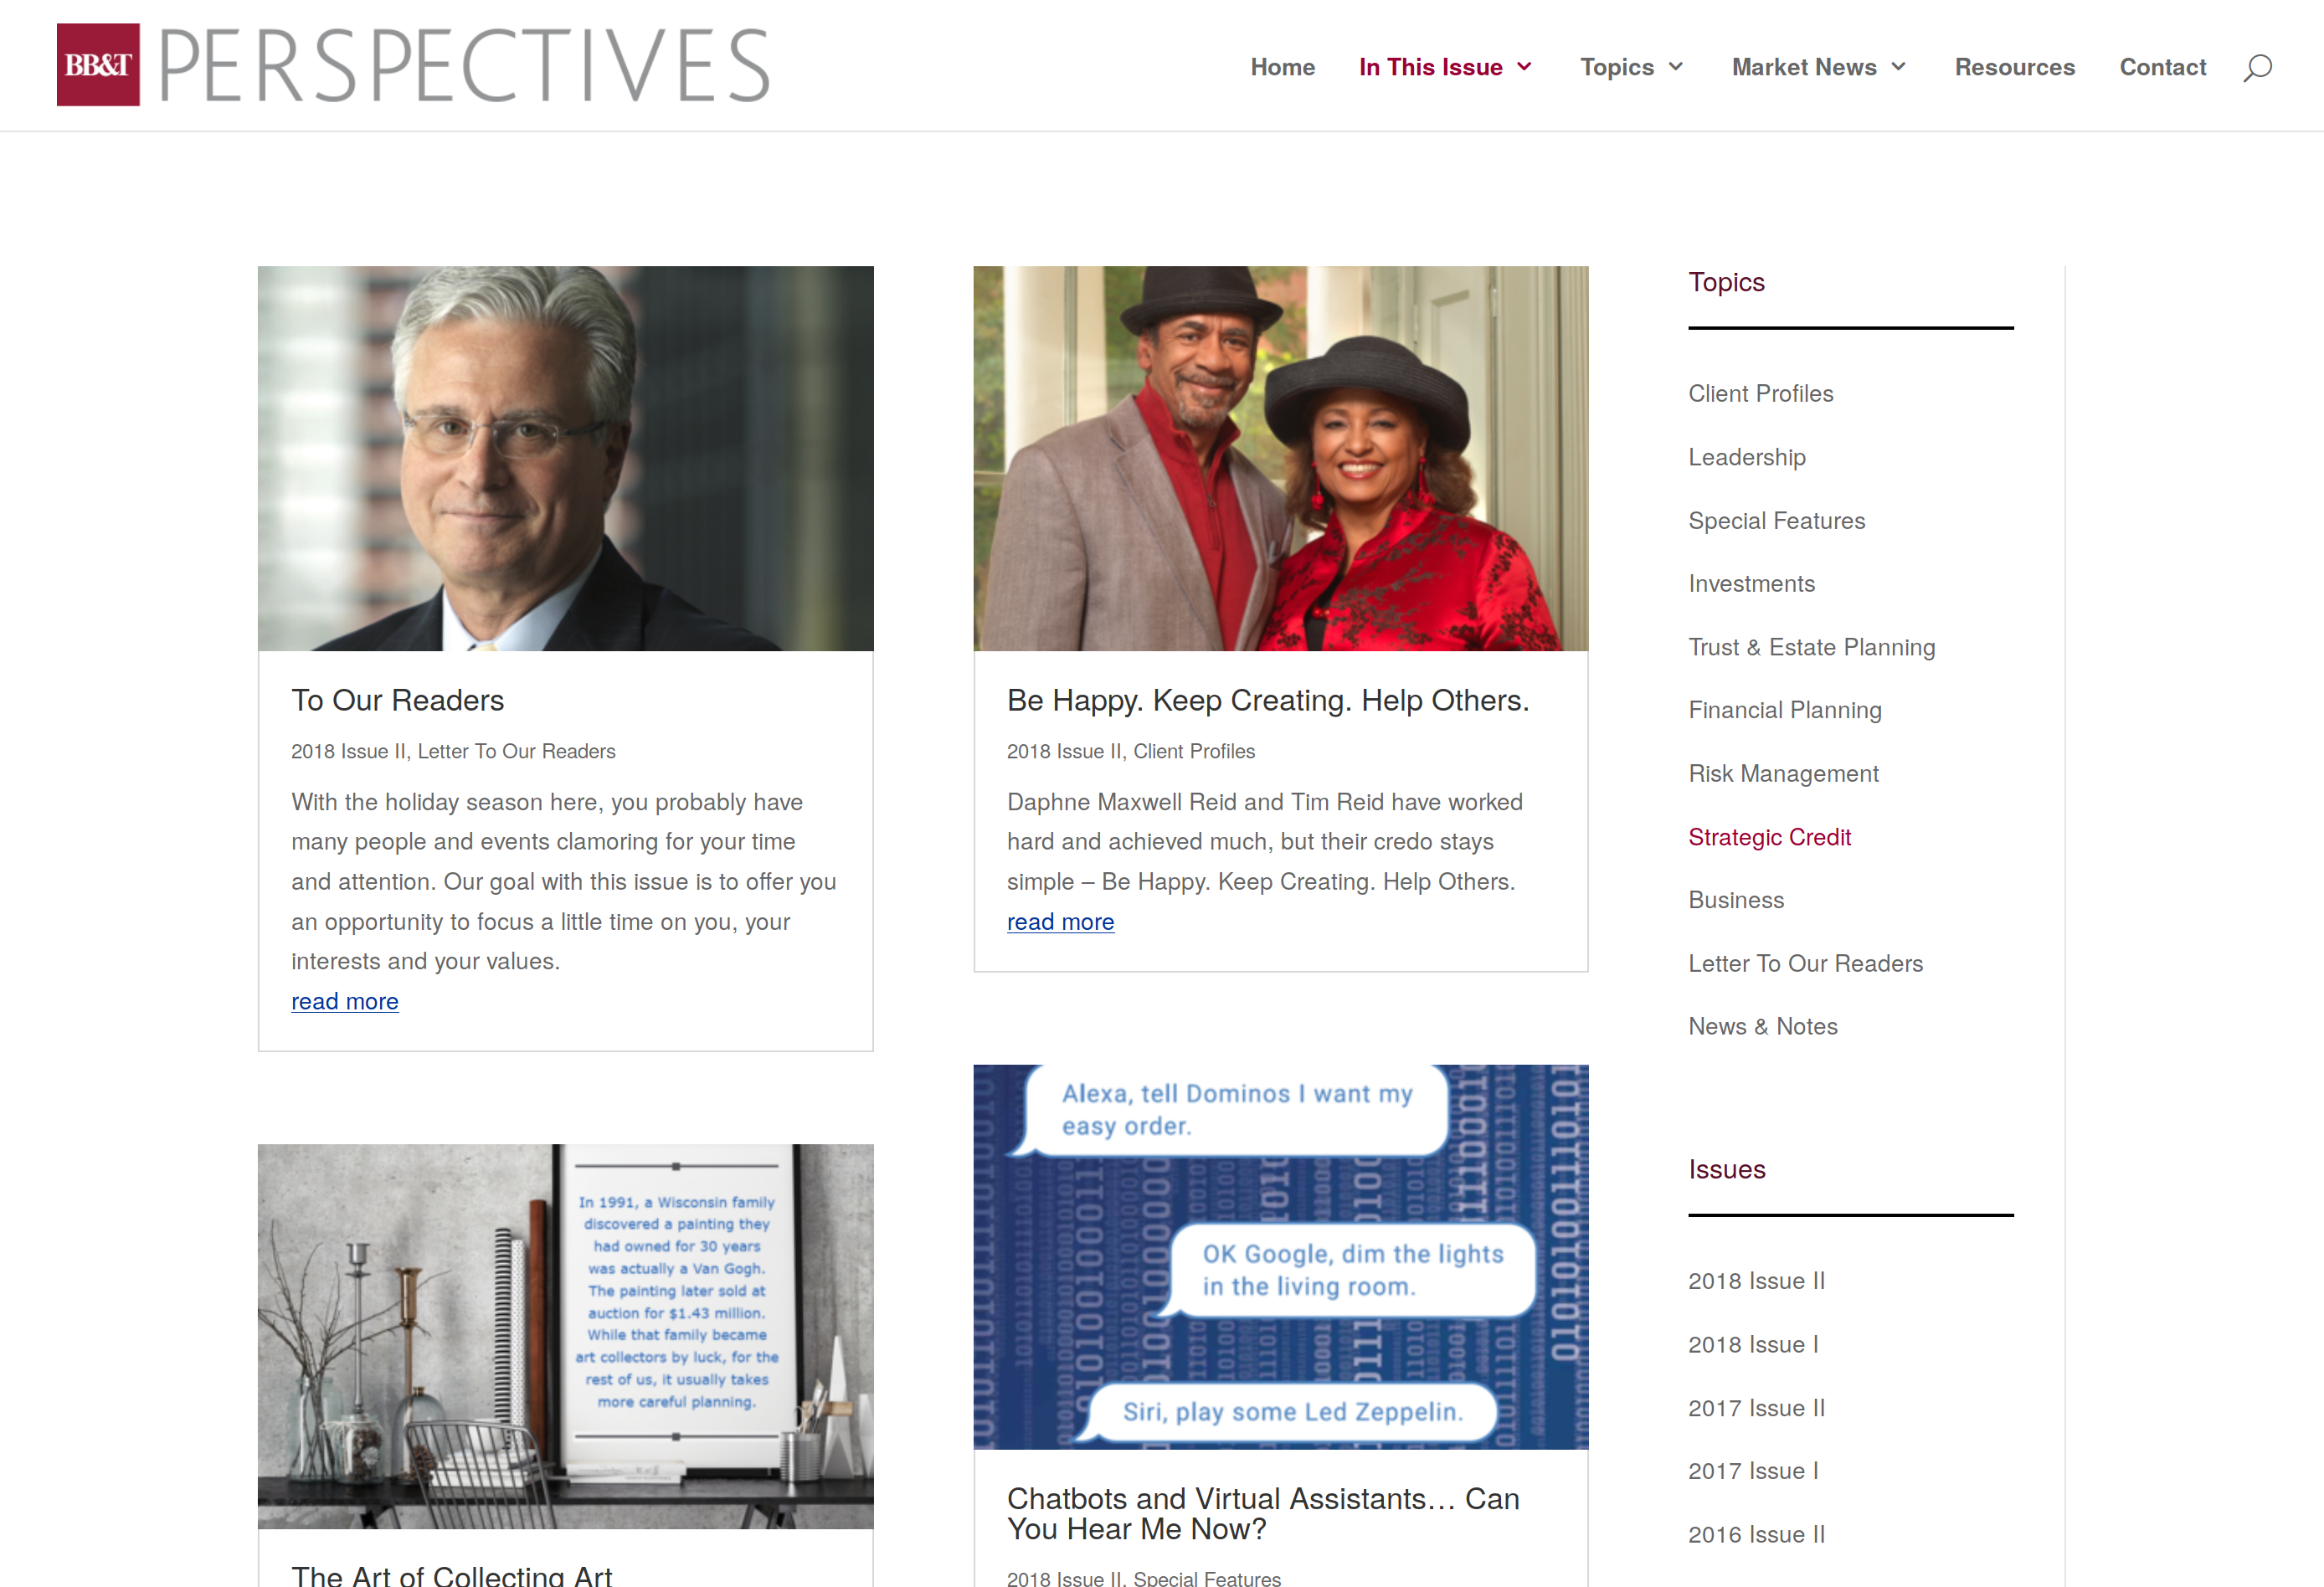 BB&T PERSPECTIVES
Home
In This Issue
Topics
Market News
Resources
Contact
To Our Readers
2018 Issue II, Letter To Our Readers
With the holiday season here, you probably have
many people and events clamoring for your time
and attention. Our goal with this issue is to offer you
an opportunity to focus a little time on you, your
interests and your values.
read more
In 1991, a Wisconsin family
discovered a painting they
had owned for 30 years
was actually a Van Gogh.
The painting later sold at
auction for $1.43 million.
While that family became
art collectors by luck, for the
rest of us, it usually takes
more careful planning.
The Art of Collecting Art
Be Happy. Keep Creating. Help Others.
2018 Issue II, Client Profiles
Daphne Maxwell Reid and Tim Reid have worked
hard and achieved much, but their credo stays
simple – Be Happy. Keep Creating. Help Others.
read more
Alexa, tell Dominos I want my
easy order.
OK Google, dim the lights
in the living room.
Siri, play some Led Zeppelin.
Chatbots and Virtual Assistants… Can
You Hear Me Now?
2018 Issue II, Special Features
Topics
Client Profiles
Leadership
Special Features
Investments
Trust & Estate Planning
Financial Planning
Risk Management
Strategic Credit
Business
Letter To Our Readers
News & Notes
Issues
2018 Issue II
2018 Issue I
2017 Issue II
2017 Issue I
2016 Issue II